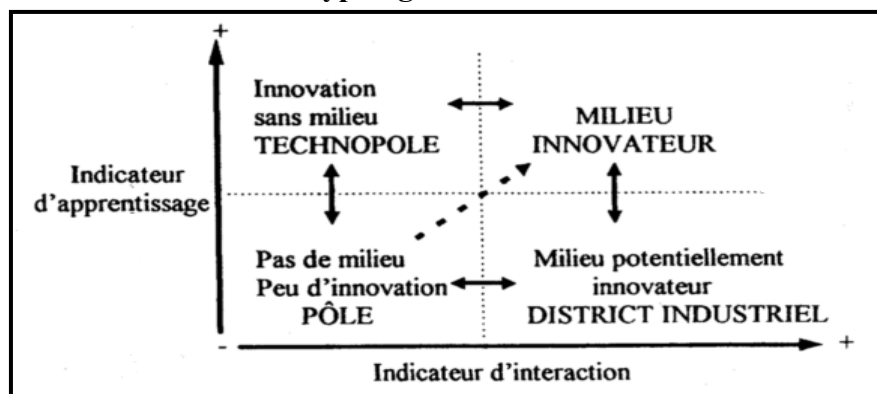 +
Innovation
sans milieu
TECHNOPOLE
MILIEU
INNOVATEUR
Indicateur
d'apprentissage
Pas de milieu
Peu d'innovation
PÔLE
Milieu potentiellement
innovateur
DISTRICT INDUSTRIEL
-
+
Indicateur d'interaction